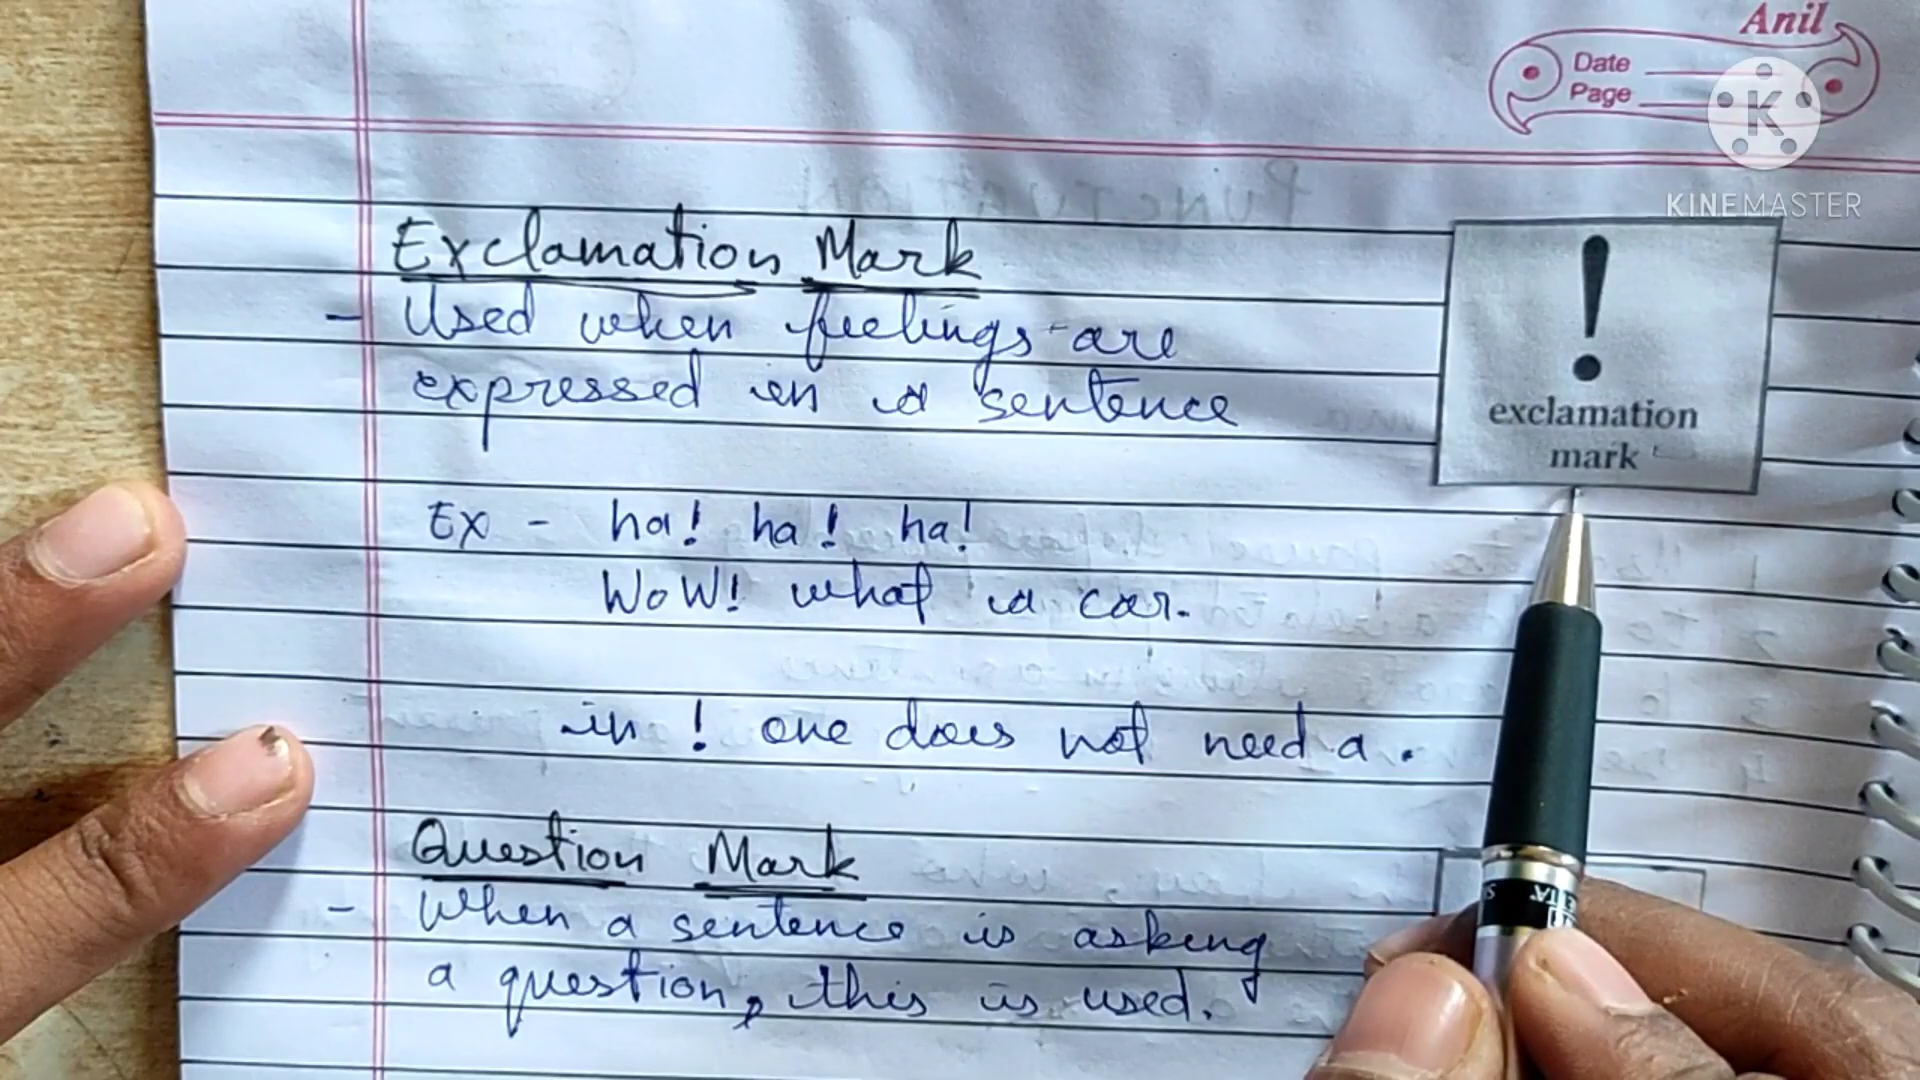 Anil
Date
Page
KINEMASTER
Exclamation Mark
- Used when feelings are
expressed in a sentence
!
exclamation
mark
Ex - ha! ha! ha!
WoW! what a car.
in ! one does not need a .
Question Mark
- When a sentence is asking
a question, this is used.